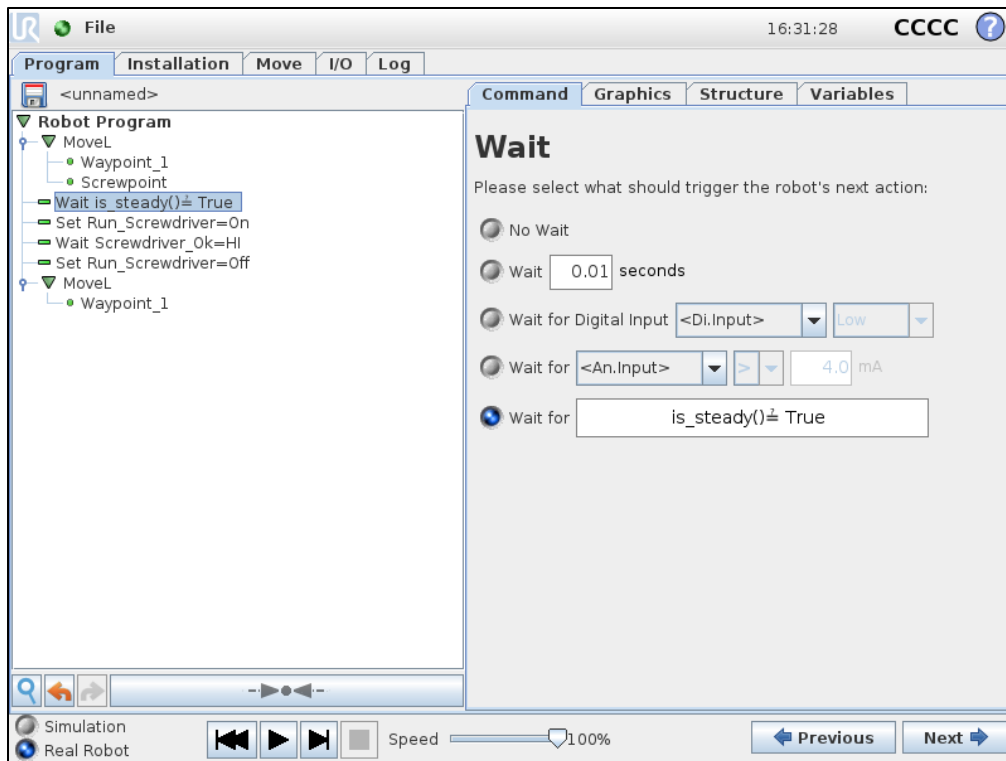 UR File 16:31:28 CCCC ?
Program Installation Move I/O Log
<unnamed>
Command Graphics Structure Variables
Robot Program
MoveL
Waypoint_1
Screwpoint
Wait is_steady()≟ True
Set Run_Screwdriver=On
Wait Screwdriver_Ok=HI
Set Run_Screwdriver=Off
MoveL
Waypoint_1
Wait
Please select what should trigger the robot's next action:
No Wait
Wait 0.01 seconds
Wait for Digital Input <Di.Input> Low
Wait for <An.Input> > 4.0 mA
Wait for is_steady()≟ True
Simulation
Real Robot
Speed 100%
Previous Next